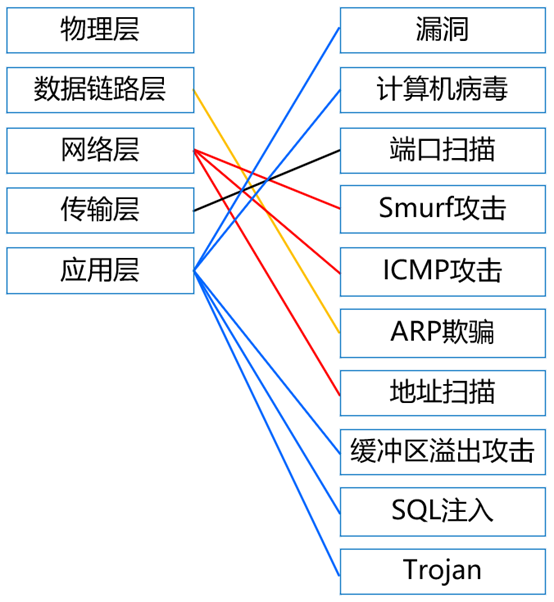 物理层
数据链路层
网络层
传输层
应用层
漏洞
计算机病毒
端口扫描
Smurf攻击
ICMP攻击
ARP欺骗
地址扫描
缓冲区溢出攻击
SQL注入
Trojan